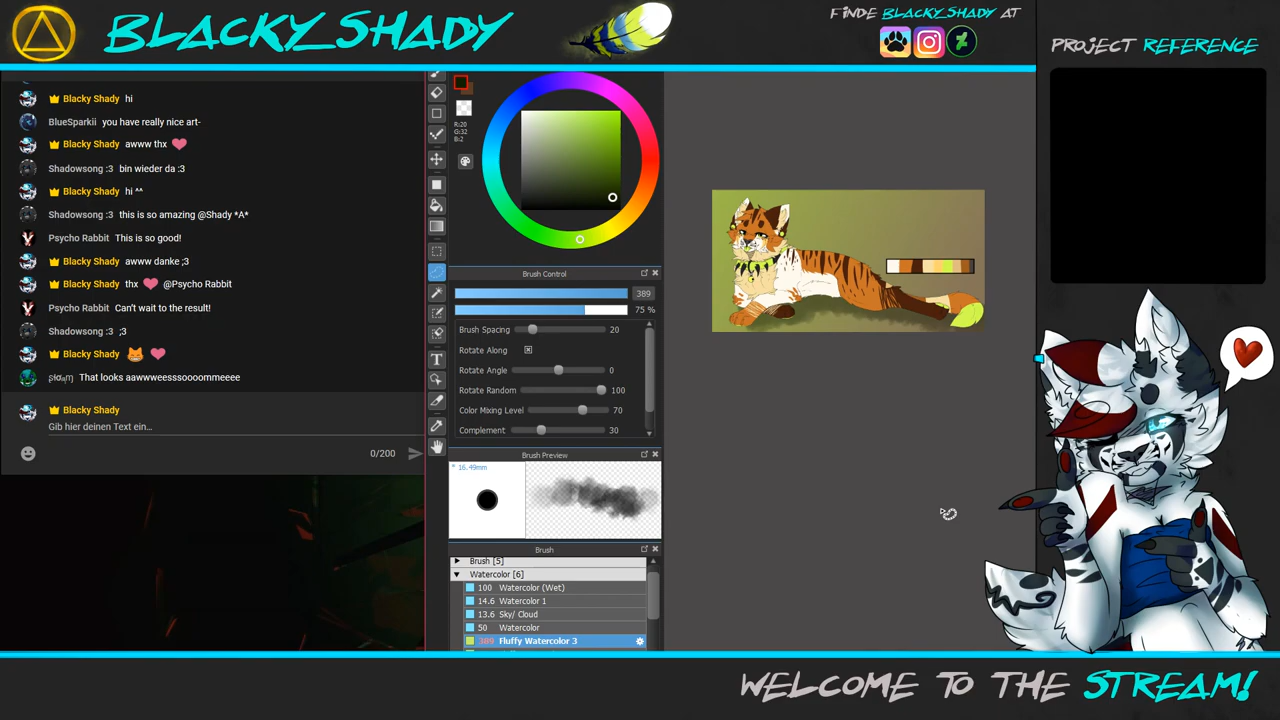 BLACKY_SHADY
FINDE BLACKY_SHADY AT
PROJECT REFERENCE
Blacky Shady hi
BlueSparkii you have really nice art-
Blacky Shady awww thx
Shadowsong :3 bin wieder da :3
Blacky Shady hi ^^
Shadowsong :3 this is so amazing @Shady *A*
Psycho Rabbit This is so good!
Blacky Shady awww danke ;3
Blacky Shady thx @Psycho Rabbit
Psycho Rabbit Can't wait to the result!
Shadowsong :3 ;3
Blacky Shady
That looks aawwweesssoooommeeee
Blacky Shady
Gib hier deinen Text ein...
0/200
R:20
G:32
B:2
Brush Control
389
75 %
Brush Spacing 20
Rotate Along
Rotate Angle 0
Rotate Random 100
Color Mixing Level 70
Complement 30
Brush Preview
* 16.49mm
Brush
Brush [5]
Watercolor [6]
100 Watercolor (Wet)
14.6 Watercolor 1
13.6 Sky/ Cloud
50 Watercolor
389 Fluffy Watercolor 3
WELCOME TO THE STREAM!